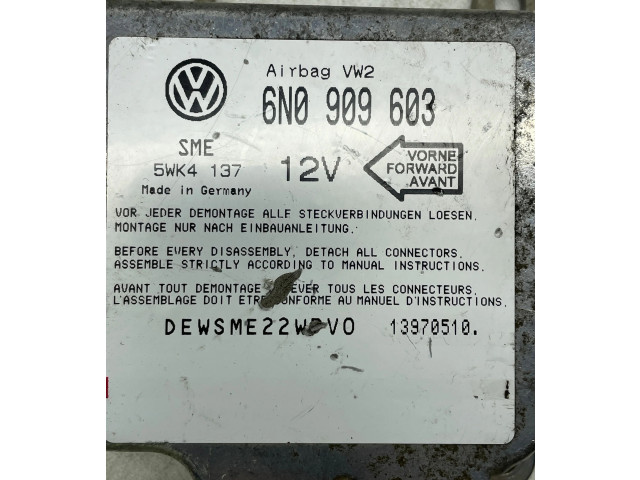 Airbag VW2
6N0 909 603
SME
5WK4 137
Made in Germany
12V
VORNE
FORWARD
AVANT
VOR JEDER DEMONTAGE ALLE STECKVERBINDUNGEN LOESEN.
MONTAGE NUR NACH EINBAUANLEITUNG.
BEFORE EVERY DISASSEMBLY, DETACH ALL CONNECTORS.
ASSEMBLE STRICTLY ACCORDING TO MANUAL INSTRUCTIONS.
AVANT TOUT DEMONTAGE TOUS LES CONNECTEURS.
L'ASSEMBLAGE DOIT ETRE CONFORME AU MANUEL D'INSTRUCTIONS.
13970510.